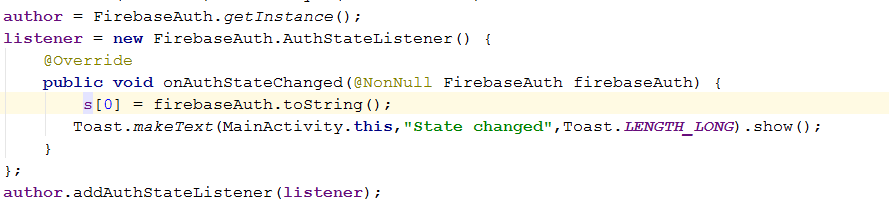 author = FirebaseAuth.getInstance();
listener = new FirebaseAuth.AuthStateListener() {
@Override
public void onAuthStateChanged(@NonNull FirebaseAuth firebaseAuth) {
s[0] = firebaseAuth.toString();
Toast.makeText(MainActivity.this,"State changed",Toast.LENGTH_LONG).show();
}
};
author.addAuthStateListener(listener);